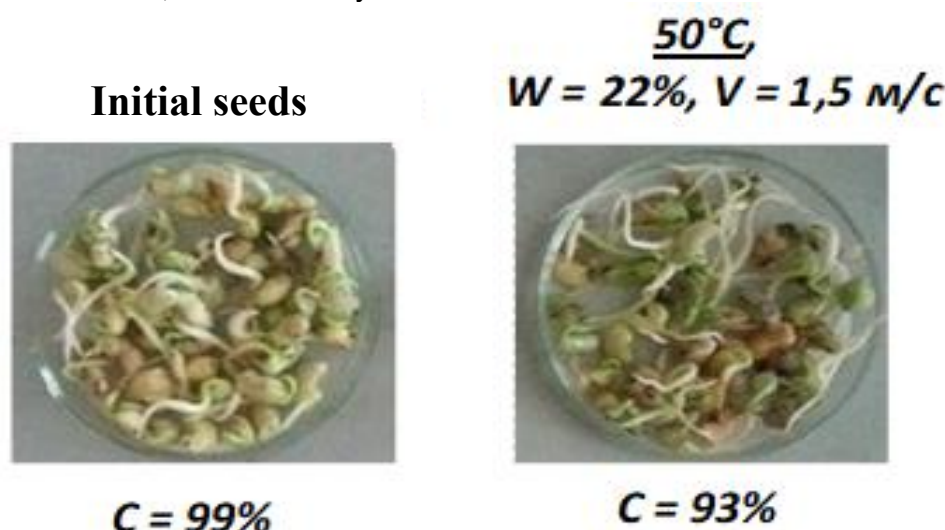 50°C,
W = 22%, V = 1,5 м/с
Initial seeds
C = 99%
C = 93%